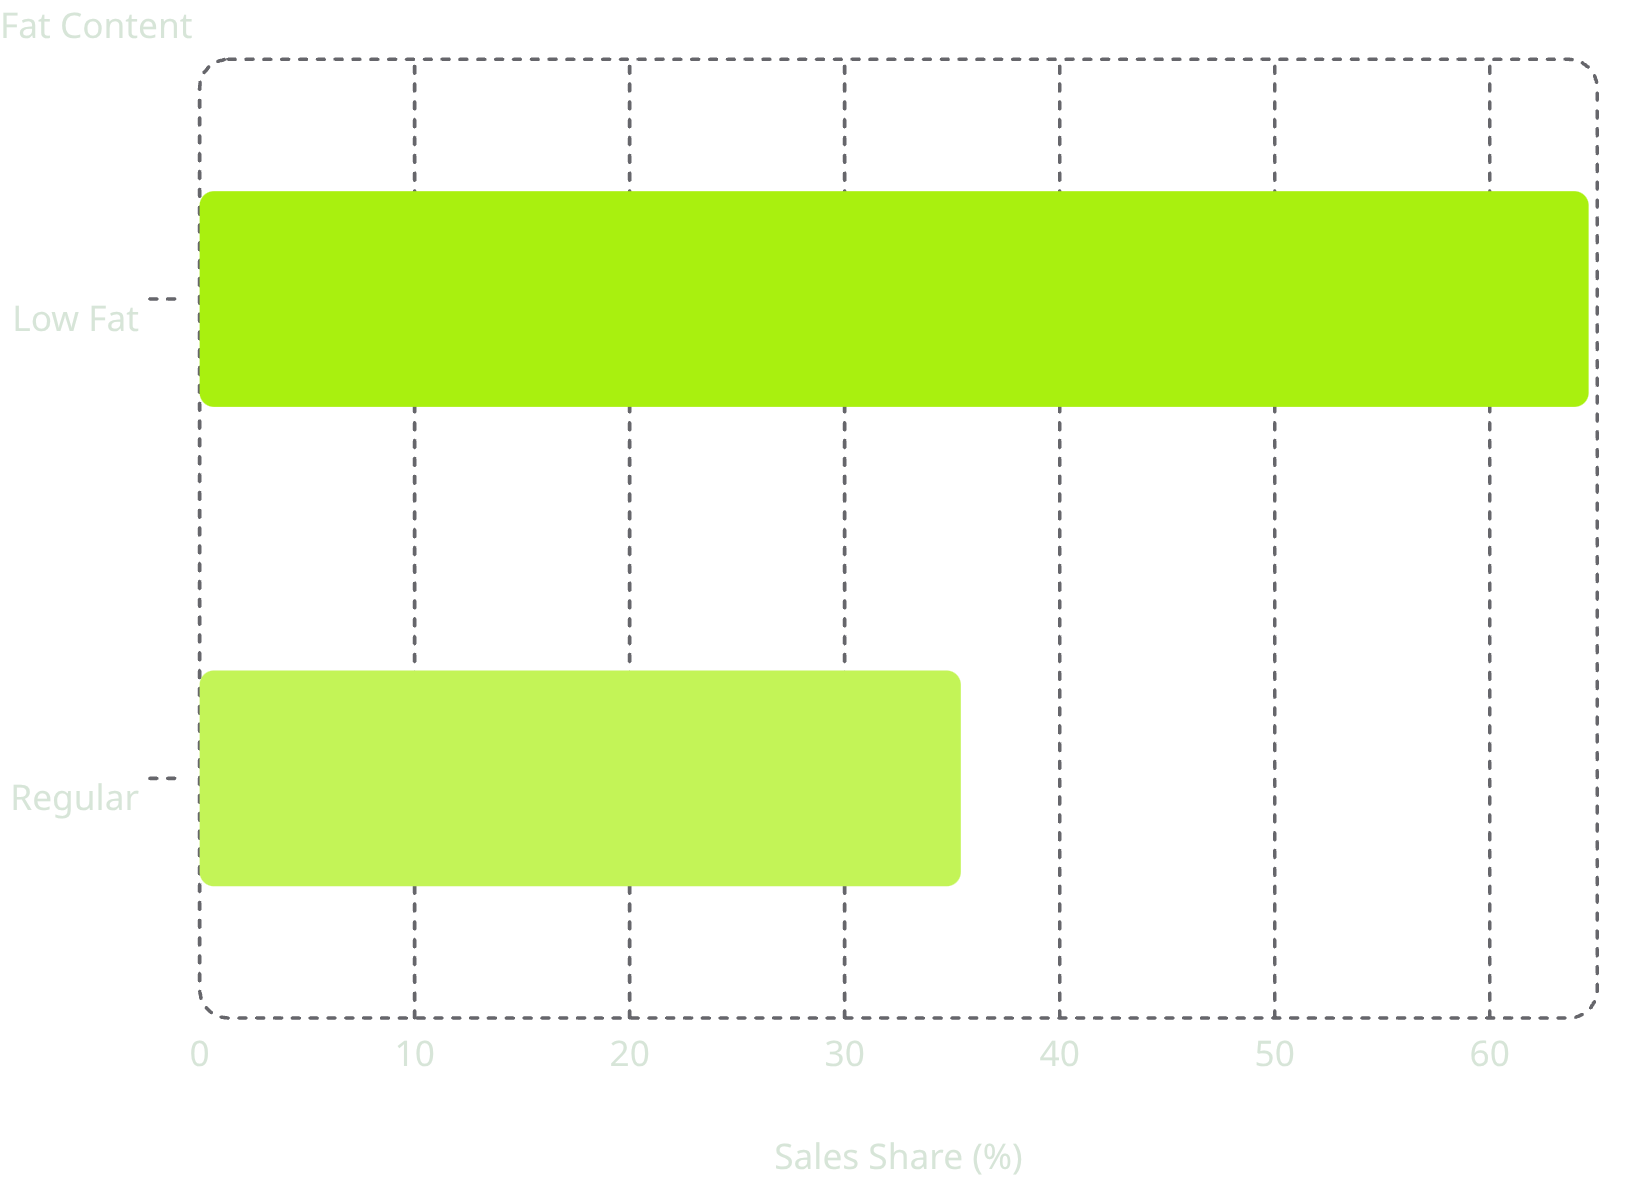 Fat Content
Low Fat
Regular
0 10 20 30 40 50 60
Sales Share (%)